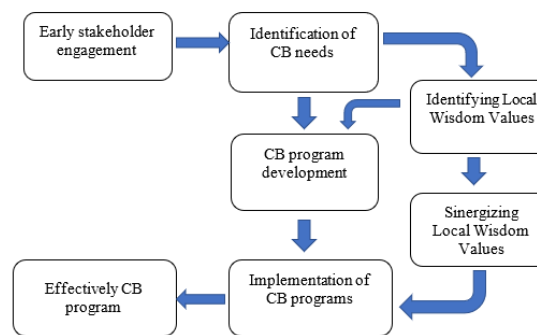 Early stakeholder
engagement
Identification of
CB needs
Identifying Local
Wisdom Values
CB program
development
Sinergizing
Local Wisdom
Values
Effectively CB
program
Implementation of
CB programs